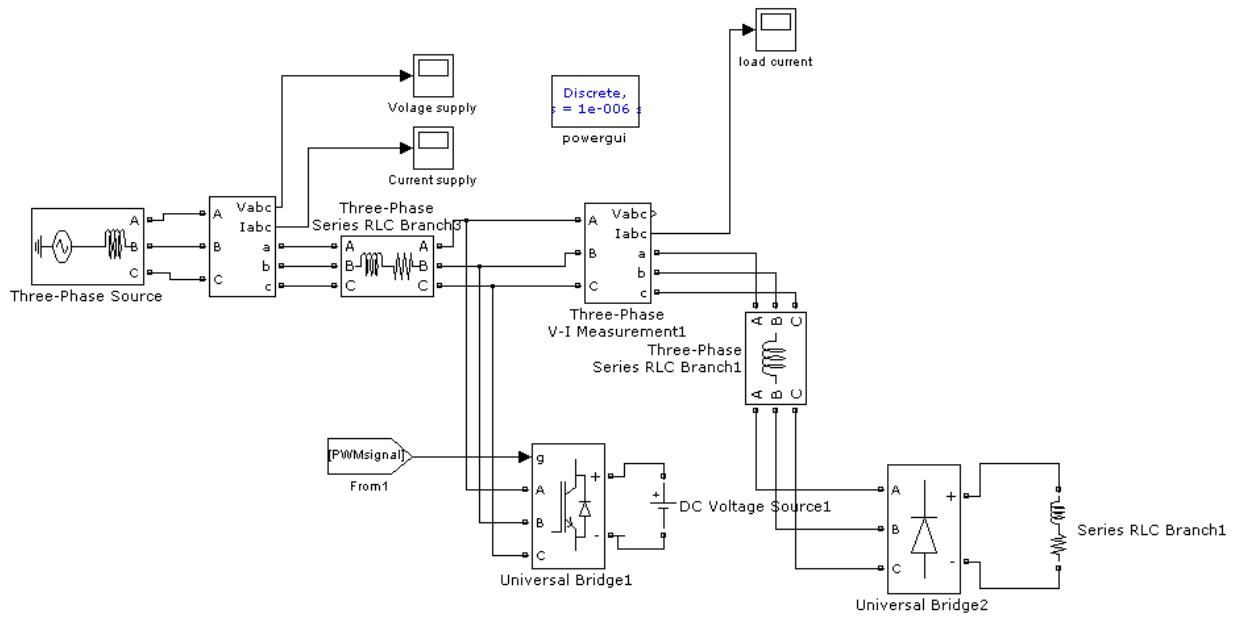 load current
Volage supply
Discrete,
s = 1e-006 s
powergui
Current supply
Three-Phase Source
A
B
C
A
B
C
Vabc
Iabc
a
b
c
Three-Phase
Series RLC Branch3
A
B
C
A
B
C
A
B
C
Vabc
Iabc
a
b
c
Three-Phase
V-I Measurement1
Three-Phase
Series RLC Branch1
A B C
A B C
[PWMsignal]
From1
g
A
B
C
+
-
Universal Bridge1
+
DC Voltage Source1
A
B
C
+
-
Universal Bridge2
Series RLC Branch1